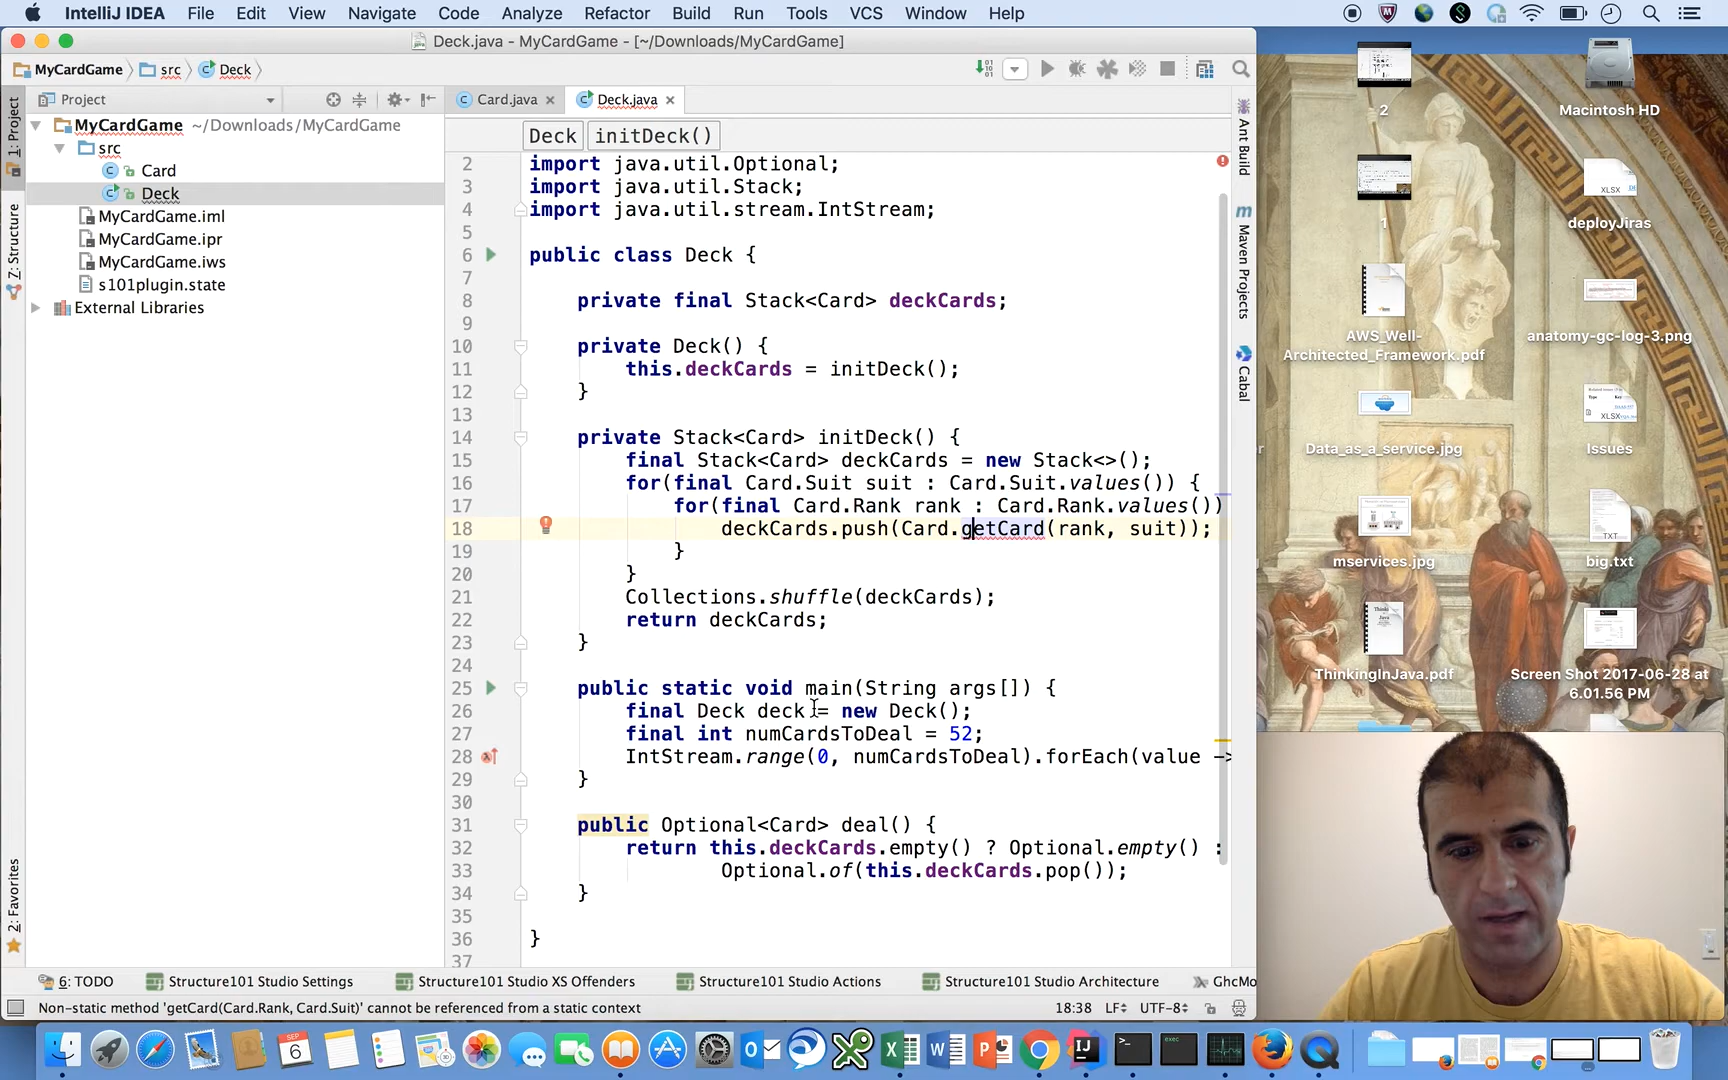 IntelliJ IDEA File Edit View Navigate Code Analyze Refactor Build Run Tools VCS Window Help
Deck.java - MyCardGame - [~/Downloads/MyCardGame]
MyCardGame src Deck
Project
Card.java Deck.java
MyCardGame ~/Downloads/MyCardGame
src
Card
Deck
MyCardGame.iml
MyCardGame.ipr
MyCardGame.iws
s101plugin.state
External Libraries
1: Project
7: Structure
2: Favorites
Deck initDeck()
2 import java.util.Optional;
3 import java.util.Stack;
4 import java.util.stream.IntStream;
5
6 public class Deck {
7
8 private final Stack<Card> deckCards;
9
10 private Deck() {
11 this.deckCards = initDeck();
12 }
13
14 private Stack<Card> initDeck() {
15 final Stack<Card> deckCards = new Stack<>();
16 for(final Card.Suit suit : Card.Suit.values()) {
17 for(final Card.Rank rank : Card.Rank.values())
18 deckCards.push(Card.getCard(rank, suit));
19 }
20 }
21 Collections.shuffle(deckCards);
22 return deckCards;
23 }
24
25 public static void main(String args[]) {
26 final Deck deck = new Deck();
27 final int numCardsToDeal = 52;
28 IntStream.range(0, numCardsToDeal).forEach(value ->
29 }
30
31 public Optional<Card> deal() {
32 return this.deckCards.empty() ? Optional.empty() :
33 Optional.of(this.deckCards.pop());
34 }
35
36 }
37
Ant Build
Maven Projects
Cabal
6: TODO Structure101 Studio Settings Structure101 Studio XS Offenders Structure101 Studio Actions Structure101 Studio Architecture GhcMo
Non-static method 'getCard(Card.Rank, Card.Suit)' cannot be referenced from a static context 18:38 LF UTF-8
2
Macintosh HD
1
XLSX
deployJiras
AWS_Well-
Architected_Framework.pdf
anatomy-gc-log-3.png
Data_as_a_service.jpg
XLSX
Issues
mservices.jpg
TXT
big.txt
ThinkingInJava.pdf
Screen Shot 2017-06-28 at
6.01.56 PM
SEP
6